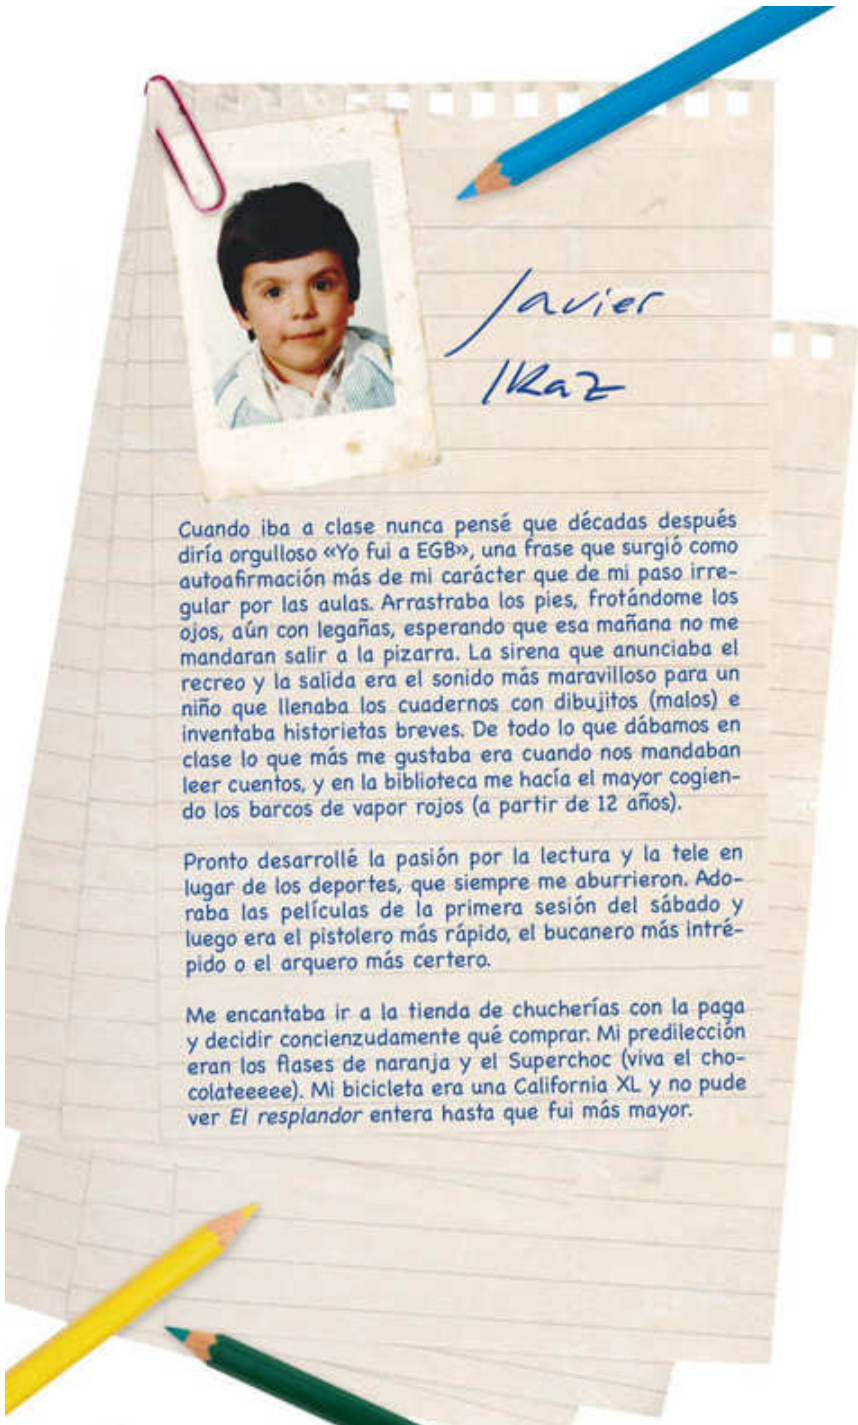 Javier
Ikaz
Cuando iba a clase nunca pensé que décadas después
diría orgulloso «Yo fui a EGB», una frase que surgió como
autoafirmación más de mi carácter que de mi paso irre-
gular por las aulas. Arrastraba los pies, frotándome los
ojos, aún con legañas, esperando que esa mañana no me
mandaran salir a la pizarra. La sirena que anunciaba el
recreo y la salida era el sonido más maravilloso para un
niño que llenaba los cuadernos con dibujitos (malos) e
inventaba historietas breves. De todo lo que dábamos en
clase lo que más me gustaba era cuando nos mandaban
leer cuentos, y en la biblioteca me hacía el mayor cogien-
do los barcos de vapor rojos (a partir de 12 años).
Pronto desarrollé la pasión por la lectura y la tele en
lugar de los deportes, que siempre me aburrieron. Ado-
raba las películas de la primera sesión del sábado y
luego era el pistolero más rápido, el bucanero más intré-
pido o el arquero más certero.
Me encantaba ir a la tienda de chucherías con la paga
y decidir concienzudamente qué comprar. Mi predilección
eran los flases de naranja y el Superchoc (viva el cho-
colateeeee). Mi bicicleta era una California XL y no pude
ver El resplandor entera hasta que fui más mayor.